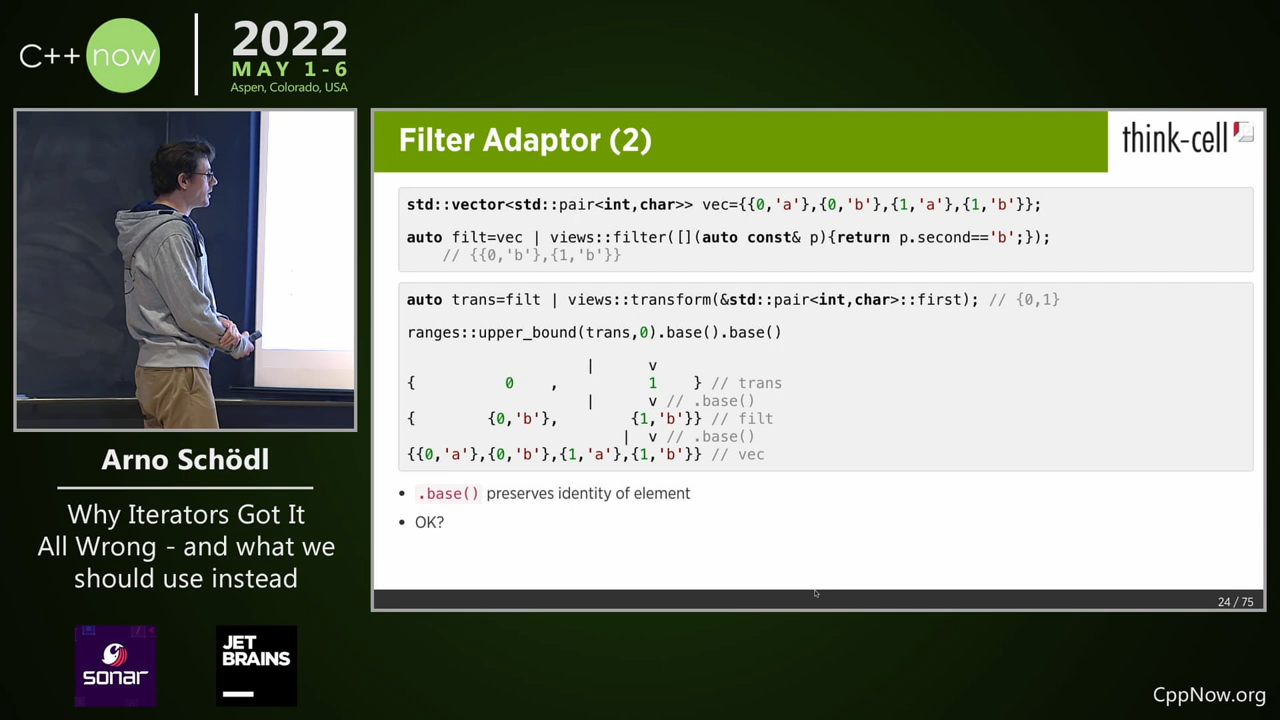 C++ now
2022
MAY 1-6
Aspen, Colorado, USA
Filter Adaptor (2)
think-cell
std::vector<std::pair<int,char>> vec={{0,'a'},{0,'b'},{1,'a'},{1,'b'}};
auto filt=vec | views::filter([](auto const& p){return p.second=='b';});
// {{0,'b'},{1,'b'}}
auto trans=filt | views::transform(&std::pair<int,char>::first); // {0,1}
ranges::upper_bound(trans,0).base().base()
| v
{ 0 , 1 } // trans
| v // .base()
{ {0,'b'}, {1,'b'}} // filt
| v // .base()
{{0,'a'},{0,'b'},{1,'a'},{1,'b'}} // vec
• .base() preserves identity of element
• OK?
24 / 75
Arno Schödl
Why Iterators Got It
All Wrong - and what we
should use instead
sonar
JET
BRAINS
CppNow.org